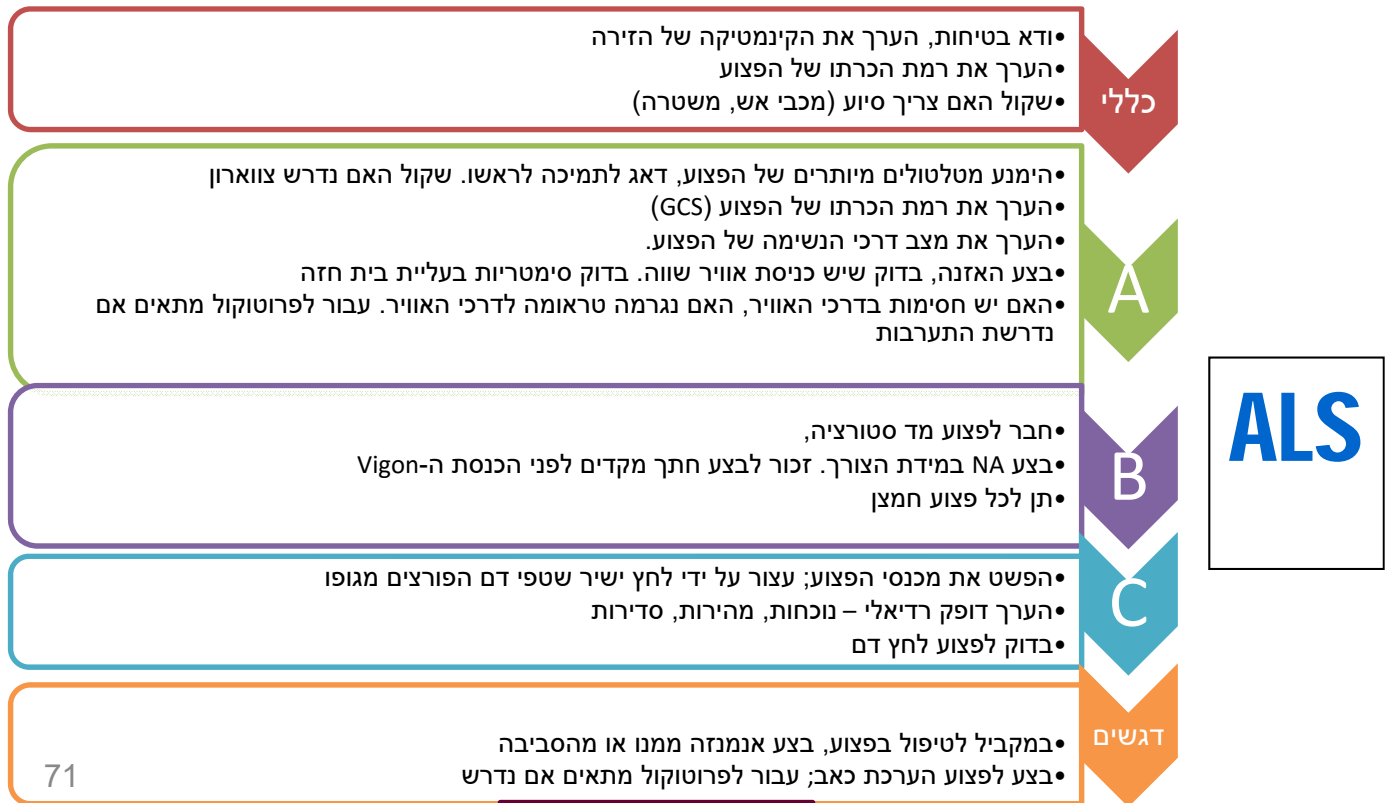 כללי
•ודא בטיחות, הערך את הקינמטיקה של הזירה
•הערך את רמת הכרתו של הפצוע
•שקול האם צריך סיוע (מכבי אש, משטרה)
A
•הימנע מטלטולים מיותרים של הפצוע, דאג לתמיכה לראשו. שקול האם נדרש צווארון
•הערך את רמת הכרתו של הפצוע (GCS)
•הערך את מצב דרכי הנשימה של הפצוע.
•בצע האזנה, בדוק שיש כניסת אוויר שווה. בדוק סימטריות בעליית בית חזה
•האם יש חסימות בדרכי האוויר, האם נגרמה טראומה לדרכי האוויר. עבור לפרוטוקול מתאים אם
נדרשת התערבות
B
•חבר לפצוע מד סטורציה,
•בצע NA במידת הצורך. זכור לבצע חתך מקדים לפני הכנסת ה-Vigon
•תן לכל פצוע חמצן
C
•הפשט את מכנסי הפצוע; עצור על ידי לחץ ישיר שטפי דם הפורצים מגופו
•הערך דופק רדיאלי – נוכחות, מהירות, סדירות
•בדוק לפצוע לחץ דם
דגשים
•במקביל לטיפול בפצוע, בצע אנמנזה ממנו או מהסביבה
•בצע לפצוע הערכת כאב; עבור לפרוטוקול מתאים אם נדרש
ALS
71